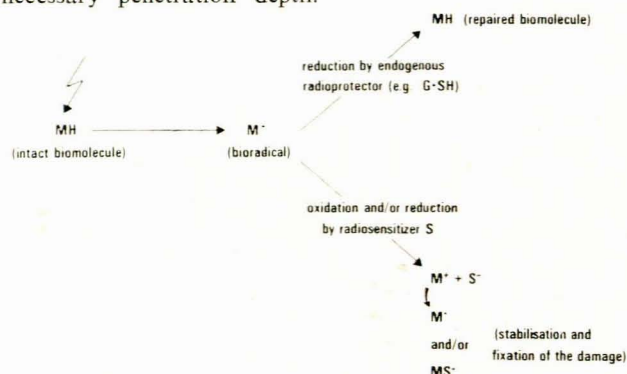 necessary penetration depth.
MH (repaired biomolecule)
reduction by endogenous
radioprotector (e.g G-SH)
MH
M·
(intact biomolecule)
(bioradical)
oxidation and/or reduction
by radiosensitizer S
M⁺ + S⁻
M·
and/or
(stabilisation and
fixation of the damage)
MS·